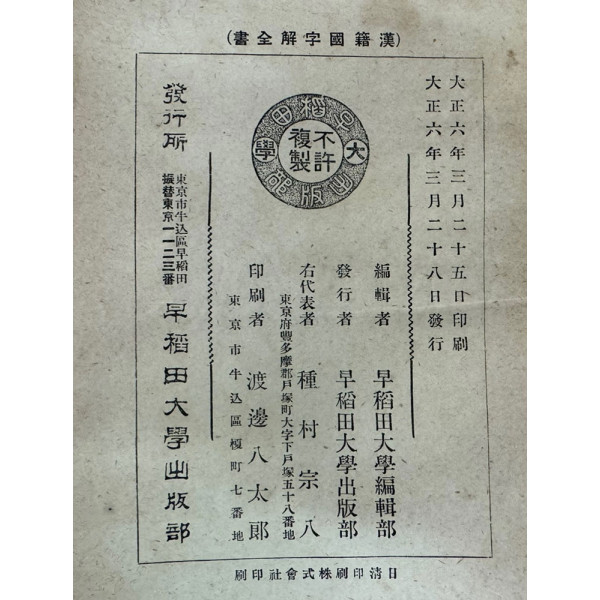 （漢籍國字解全書）
大正六年三月二十五日印刷
大正六年三月二十八日發行
編輯者　早稻田大學編輯部
發行者　早稻田大學出版部
右代表者　種村宗八
東京府豐多摩郡戶塚町大字下戶塚五十八番地
印刷者　渡邊八太郎
東京市牛込區榎町七番地
早稻田大學出版部
不許複製
發行所
東京市牛込區早稻田
振替東京一一二三番
早稻田大學出版部
日清印刷株式會社印刷